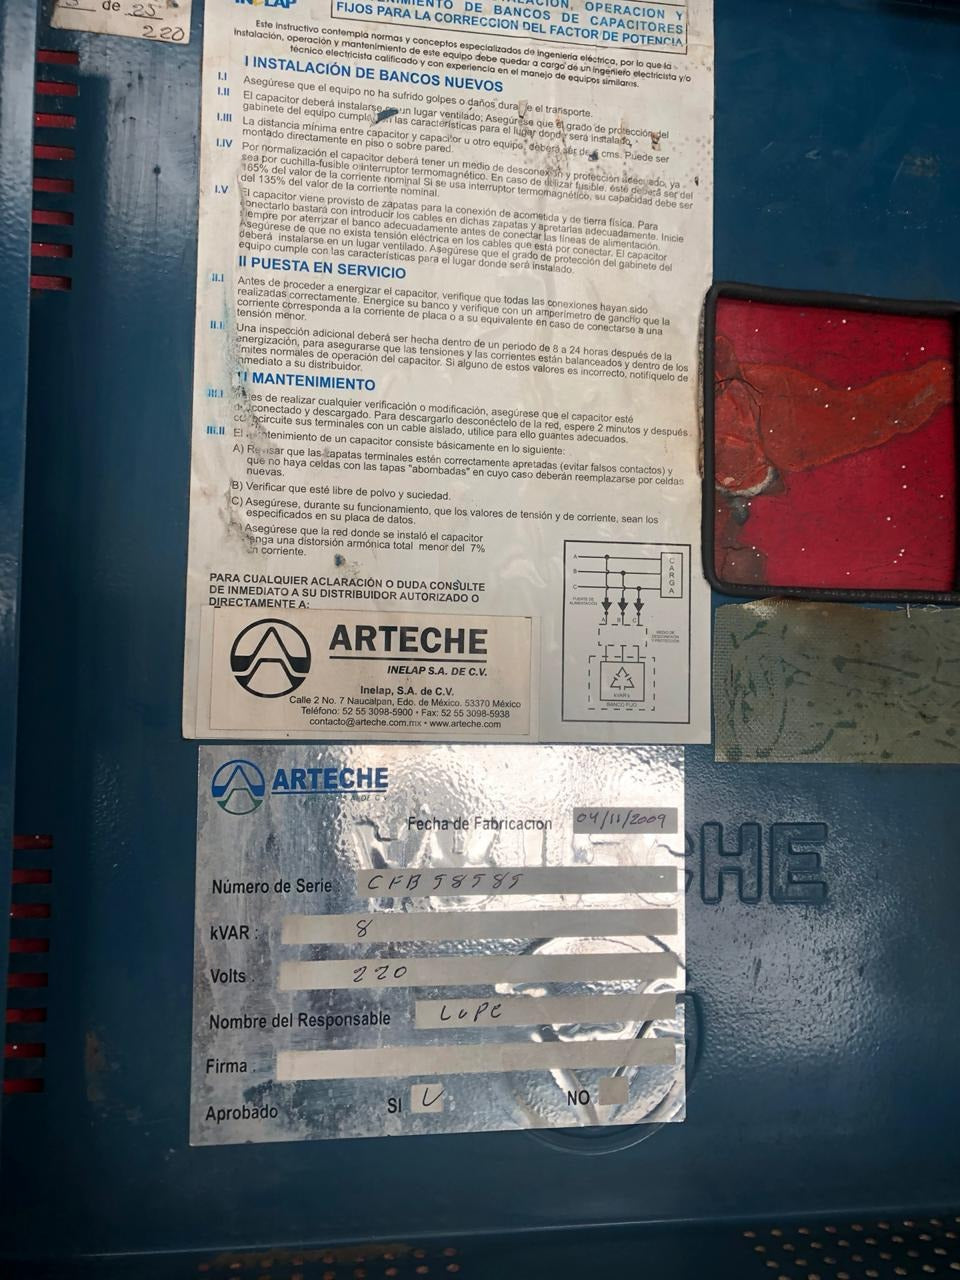 de 25
220
INELAP
OPERACION Y
DE BANCOS DE CAPACITORES
FIJOS PARA LA CORRECCION DEL FACTOR DE POTENCIA
Este instructivo contempla normas y conceptos especializados de ingeniería eléctrica, por lo que la
instalación, operación y mantenimiento de este equipo debe quedar a cargo de un ingeniero electricista y/o
técnico electricista calificado y con experiencia en el manejo de equipos similares.
I INSTALACIÓN DE BANCOS NUEVOS
I.I Asegúrese que el equipo no ha sufrido golpes o daños durante el transporte.
I.II El capacitor deberá instalarse en un lugar ventilado; Asegúrese que el grado de protección del
gabinete del equipo cumpla las características para el lugar donde será instalado.
I.III La distancia mínima entre capacitor y capacitor u otro equipo, deberá ser de cms. Puede ser
montado directamente en piso o sobre pared.
I.IV Por normalización el capacitor deberá tener un medio de desconexión y protección adecuado, ya
sea por cuchilla-fusible o interruptor termomagnético. En caso de utilizar fusible, éste deberá ser del
165% del valor de la corriente nominal Si se usa interruptor termomagnético, su capacidad debe ser
del 135% del valor de la corriente nominal.
I.V El capacitor viene provisto de zapatas para la conexión de acometida y de tierra física. Para
conectarlo bastará con introducir los cables en dichas zapatas y apretarlas adecuadamente. Inicie
siempre por aterrizar el banco adecuadamente antes de conectar las líneas de alimentación.
Asegúrese de que no exista tensión eléctrica en los cables que está por conectar. El capacitor
deberá instalarse en un lugar ventilado. Asegúrese que el grado de protección del gabinete del
equipo cumple con las características para el lugar donde será instalado.
II PUESTA EN SERVICIO
II.I Antes de proceder a energizar el capacitor, verifique que todas las conexiones hayan sido
realizadas correctamente. Energice su banco y verifique con un amperímetro de gancho que la
corriente corresponda a la corriente de placa o a su equivalente en caso de conectarse a una
tensión menor.
II.II Una inspección adicional deberá ser hecha dentro de un periodo de 8 a 24 horas después de la
energización, para asegurarse que las tensiones y las corrientes están balanceados y dentro de los
límites normales de operación del capacitor. Si alguno de estos valores es incorrecto, notifíquelo de
inmediato a su distribuidor.
III MANTENIMIENTO
III.I Antes de realizar cualquier verificación o modificación, asegúrese que el capacitor esté
desconectado y descargado. Para descargarlo desconéctelo de la red, espere 2 minutos y después
cortocircuite sus terminales con un cable aislado, utilice para ello guantes adecuados.
III.II El mantenimiento de un capacitor consiste básicamente en lo siguiente:
A) Revisar que las zapatas terminales estén correctamente apretadas (evitar falsos contactos) y
que no haya celdas con las tapas "abombadas" en cuyo caso deberán reemplazarse por celdas
nuevas.
B) Verificar que esté libre de polvo y suciedad.
C) Asegúrese, durante su funcionamiento, que los valores de tensión y de corriente, sean los
especificados en su placa de datos.
Asegúrese que la red donde se instaló el capacitor
tenga una distorsión armónica total menor del 7%
en corriente.
PARA CUALQUIER ACLARACIÓN O DUDA CONSULTE
DE INMEDIATO A SU DISTRIBUIDOR AUTORIZADO O
DIRECTAMENTE A:
A
B
C
CARGA
FUENTE DE
ALIMENTACIÓN
A B C
MEDIO DE
DESCONEXIÓN
Y PROTECCIÓN
kVAR's
BANCO FIJO
ARTECHE
INELAP S.A. DE C.V.
Inelap, S.A. de C.V.
Calle 2 No. 7 Naucalpan, Edo. de México. 53370 México
Teléfono: 52 55 3098-5900 • Fax: 52 55 3098-5938
contacto@arteche.com.mx • www.arteche.com
ARTECHE
Fecha de Fabricación 04/11/2009
Número de Serie : CFB58585
kVAR : 8
Volts : 220
Nombre del Responsable LUPE
Firma :
Aprobado SI NO
CHE